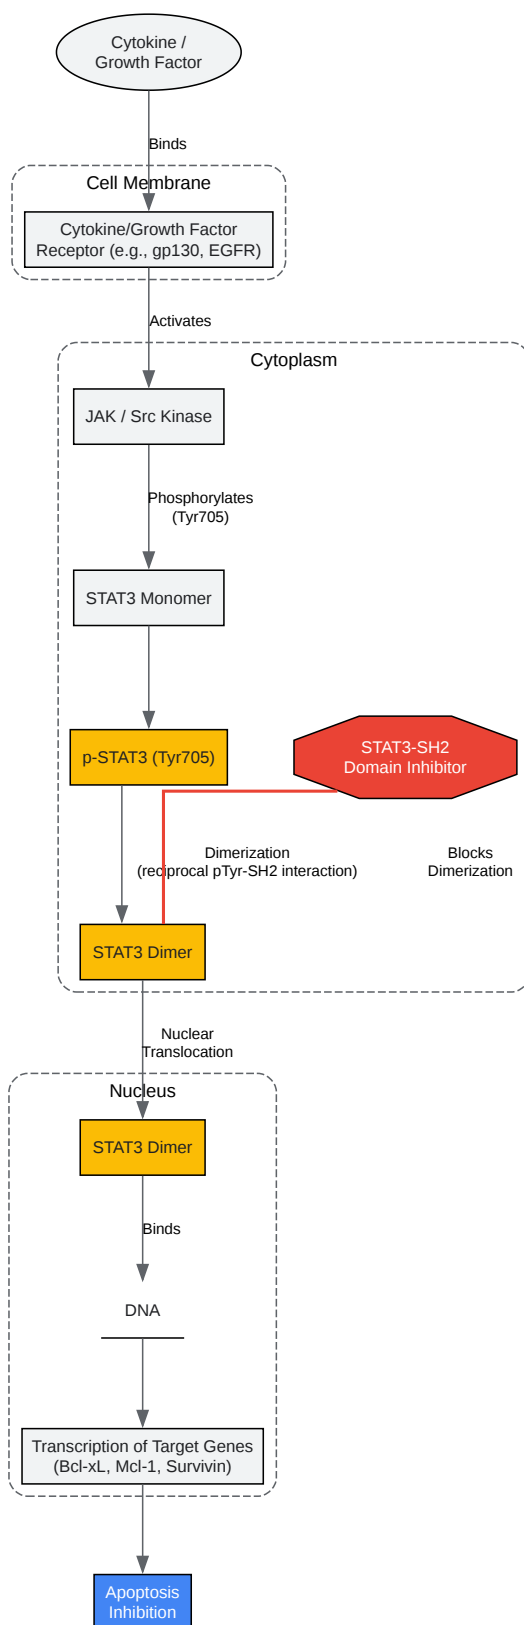 Cytokine /
Growth Factor
Binds
Cell Membrane
Cytokine/Growth Factor
Receptor (e.g., gp130, EGFR)
Activates
Cytoplasm
JAK / Src Kinase
Phosphorylates
(Tyr705)
STAT3 Monomer
p-STAT3 (Tyr705)
STAT3-SH2
Domain Inhibitor
Dimerization
(reciprocal pTyr-SH2 interaction)
Blocks
Dimerization
STAT3 Dimer
Nuclear
Translocation
Nucleus
STAT3 Dimer
Binds
DNA
Transcription of Target Genes
(Bcl-xL, Mcl-1, Survivin)
Apoptosis
Inhibition